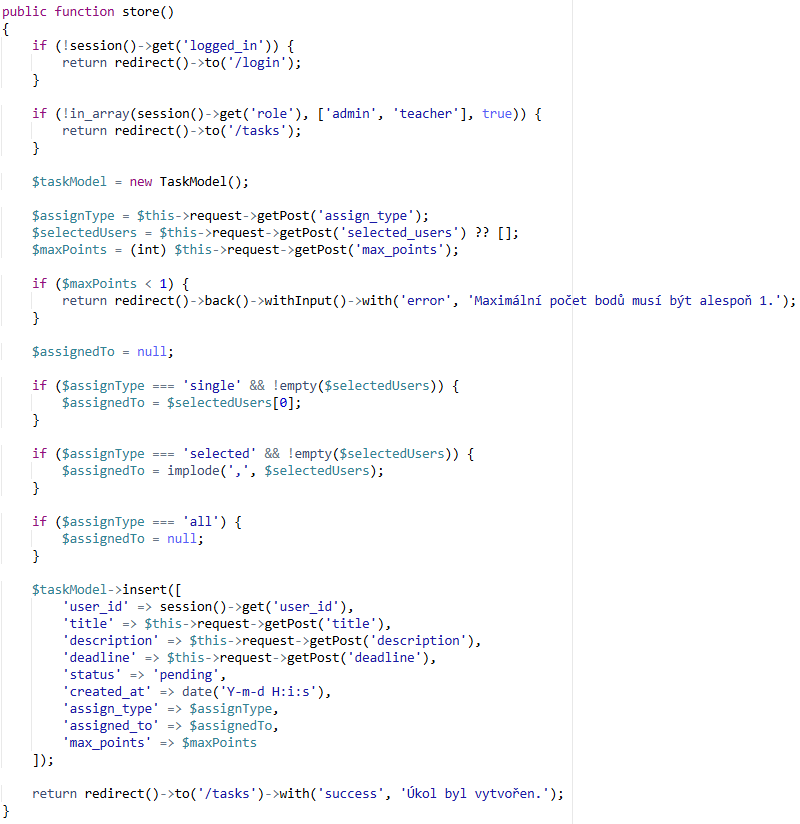 public function store()
{
    if (!session()->get('logged_in')) {
        return redirect()->to('/login');
    }

    if (!in_array(session()->get('role'), ['admin', 'teacher'], true)) {
        return redirect()->to('/tasks');
    }

    $taskModel = new TaskModel();

    $assignType = $this->request->getPost('assign_type');
    $selectedUsers = $this->request->getPost('selected_users') ?? [];
    $maxPoints = (int) $this->request->getPost('max_points');

    if ($maxPoints < 1) {
        return redirect()->back()->withInput()->with('error', 'Maximální počet bodů musí být alespoň 1.');
    }

    $assignedTo = null;

    if ($assignType === 'single' && !empty($selectedUsers)) {
        $assignedTo = $selectedUsers[0];
    }

    if ($assignType === 'selected' && !empty($selectedUsers)) {
        $assignedTo = implode(',', $selectedUsers);
    }

    if ($assignType === 'all') {
        $assignedTo = null;
    }

    $taskModel->insert([
        'user_id' => session()->get('user_id'),
        'title' => $this->request->getPost('title'),
        'description' => $this->request->getPost('description'),
        'deadline' => $this->request->getPost('deadline'),
        'status' => 'pending',
        'created_at' => date('Y-m-d H:i:s'),
        'assign_type' => $assignType,
        'assigned_to' => $assignedTo,
        'max_points' => $maxPoints
    ]);

    return redirect()->to('/tasks')->with('success', 'Úkol byl vytvořen.');
}